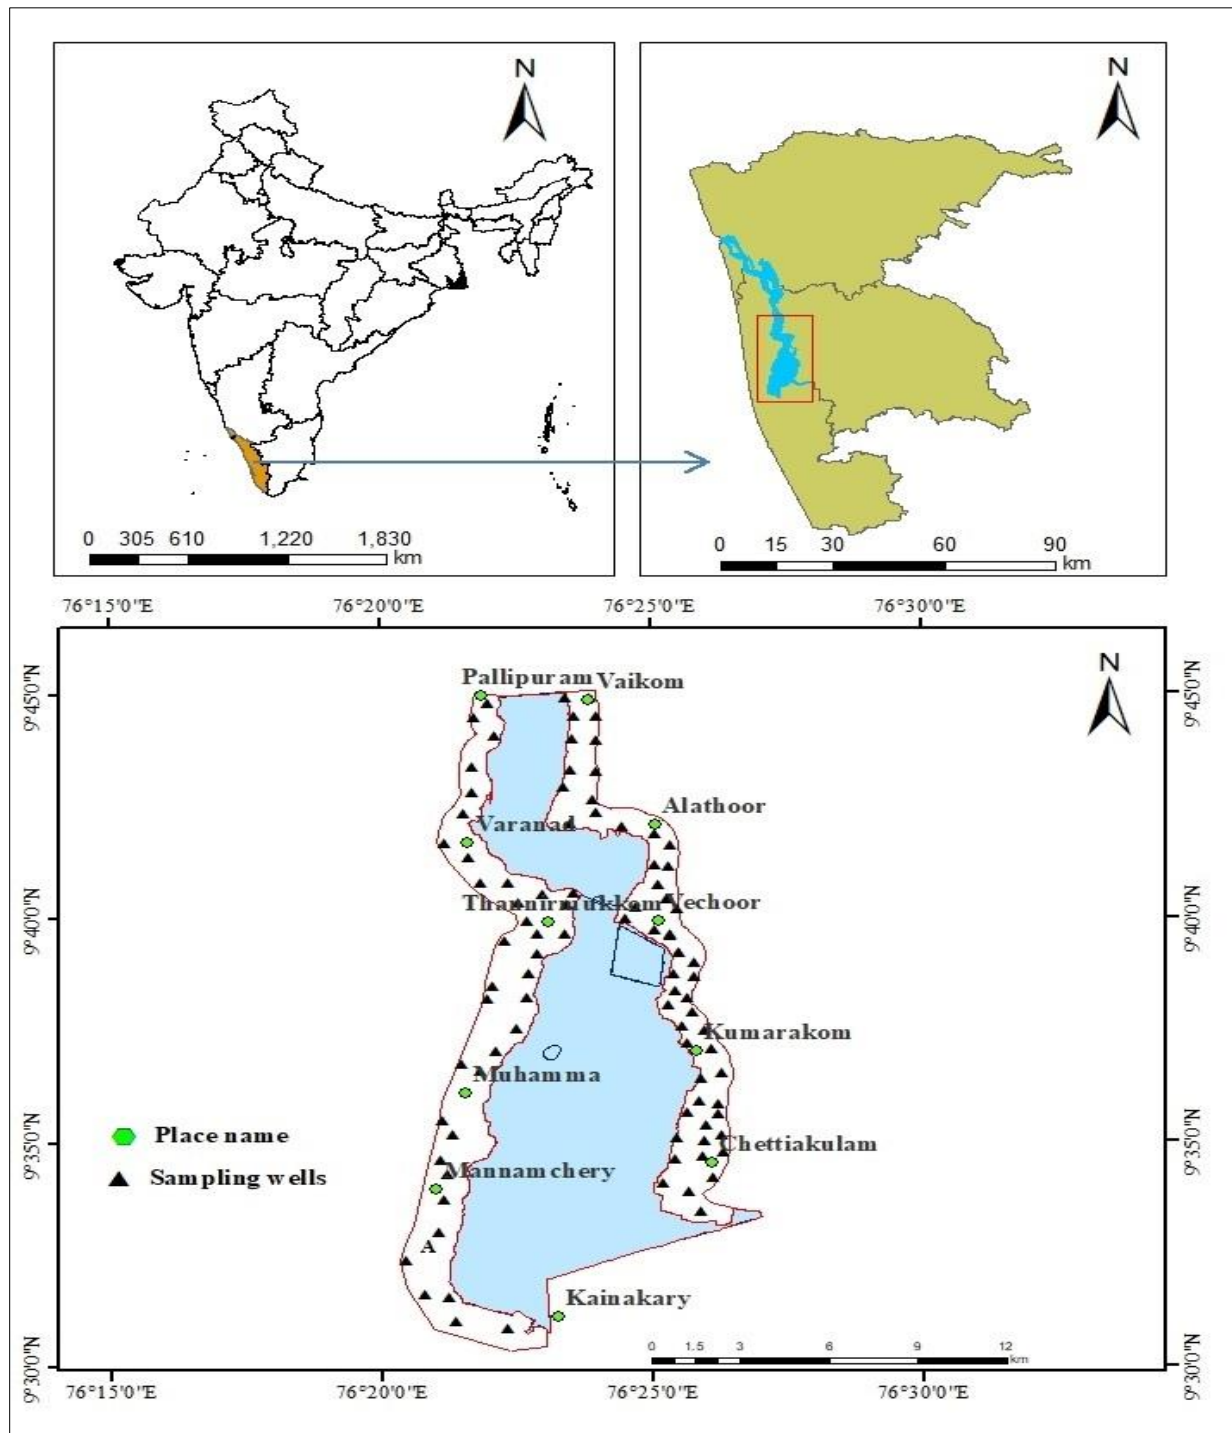 N
N
0 305 610 1,220 1,830
km
0 15 30 60 90
km
76°15'0"E 76°20'0"E 76°25'0"E 76°30'0"E
N
9°45'0"N
9°45'0"N
Pallipuram
Vaikom
Alathoor
Varanad
9°40'0"N
9°40'0"N
Thannirmukkom
Vechoor
Kumarakom
Muhamma
9°35'0"N
9°35'0"N
Place name
Chettiakulam
Sampling wells
Mannamchery
A
Kainakary
0 1.5 3 6 9 12
km
9°30'0"N
9°30'0"N
76°15'0"E 76°20'0"E 76°25'0"E 76°30'0"E